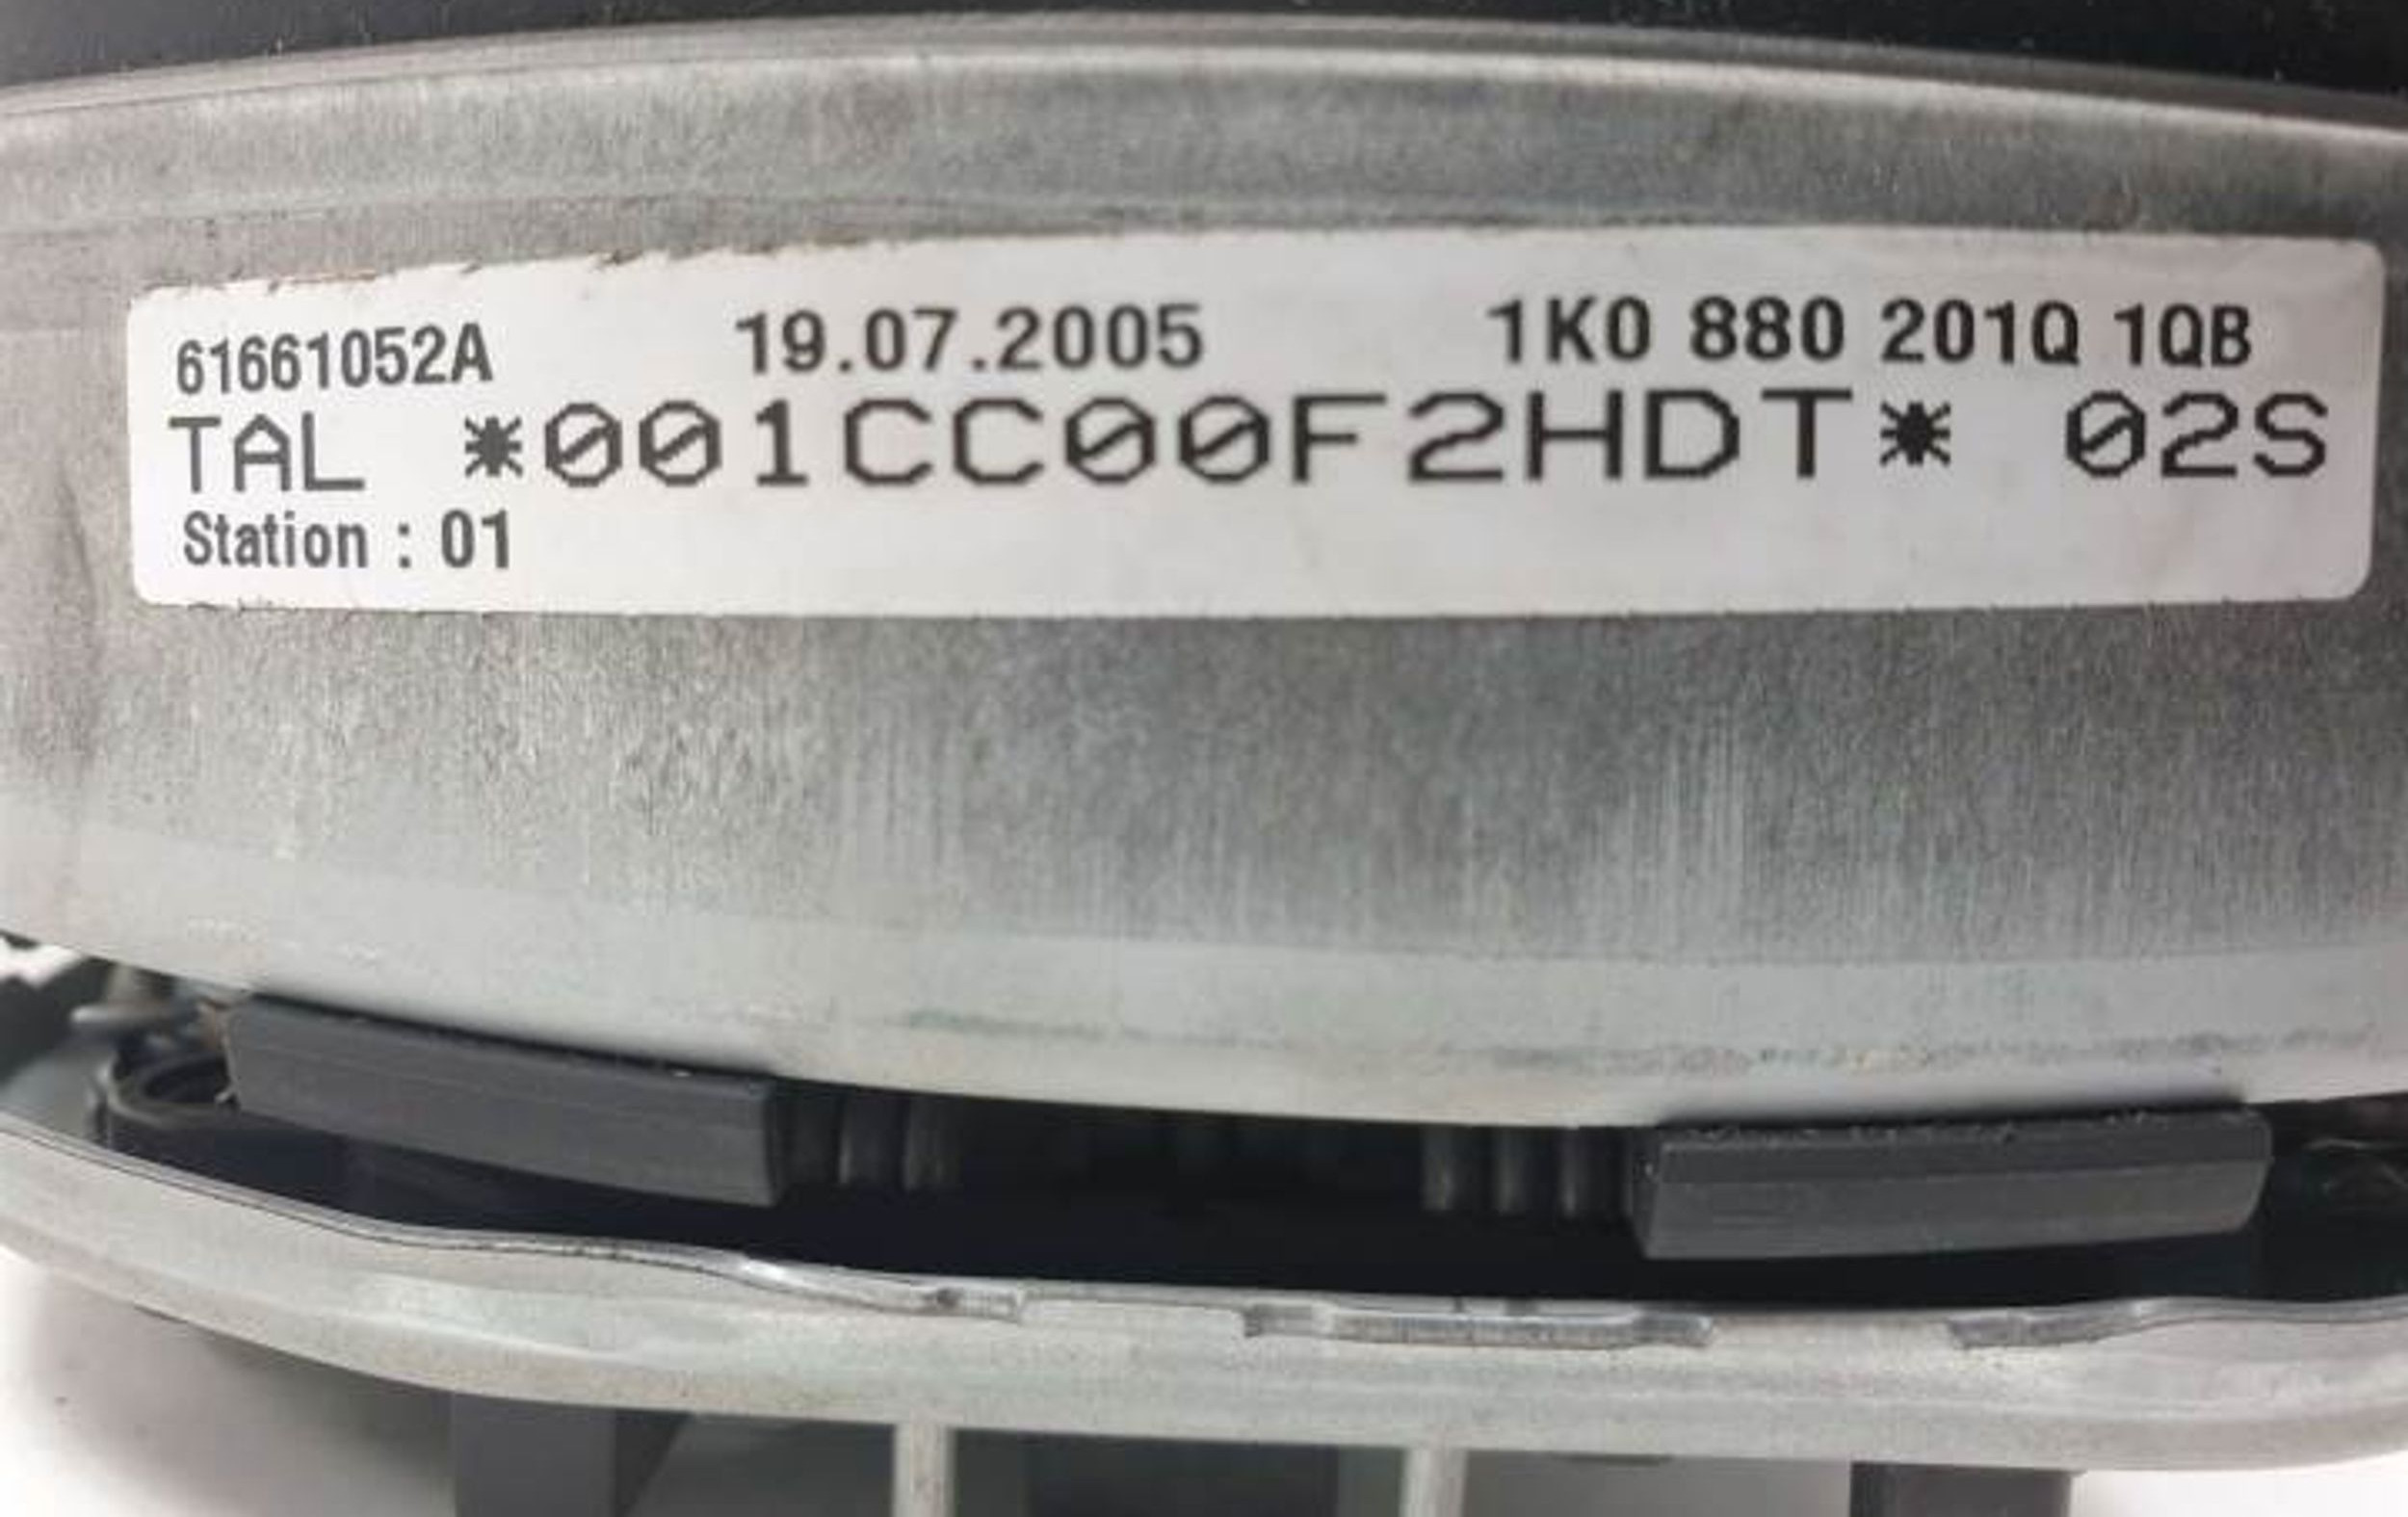 61661052A 19.07.2005 1K0 880 201Q 1QB
TAL *001CC00F2HDT* 02S
Station : 01